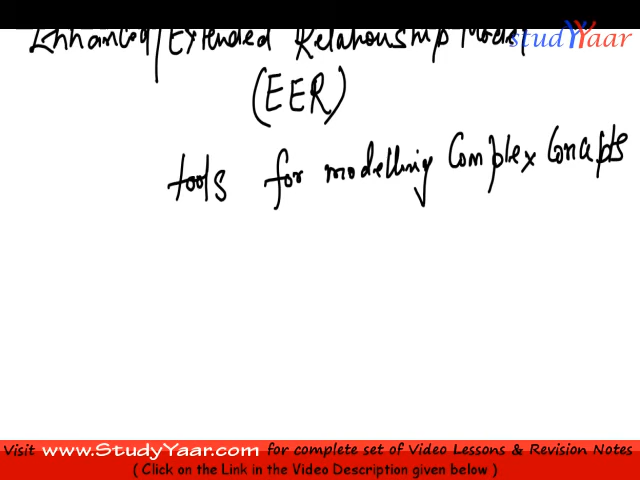 Enhanced/Extended Relationship Model
studYYaar
(EER)
tools for modelling Complex Concepts
Visit www.StudyYaar.com for complete set of Video Lessons & Revision Notes
( Click on the Link in the Video Description given below )